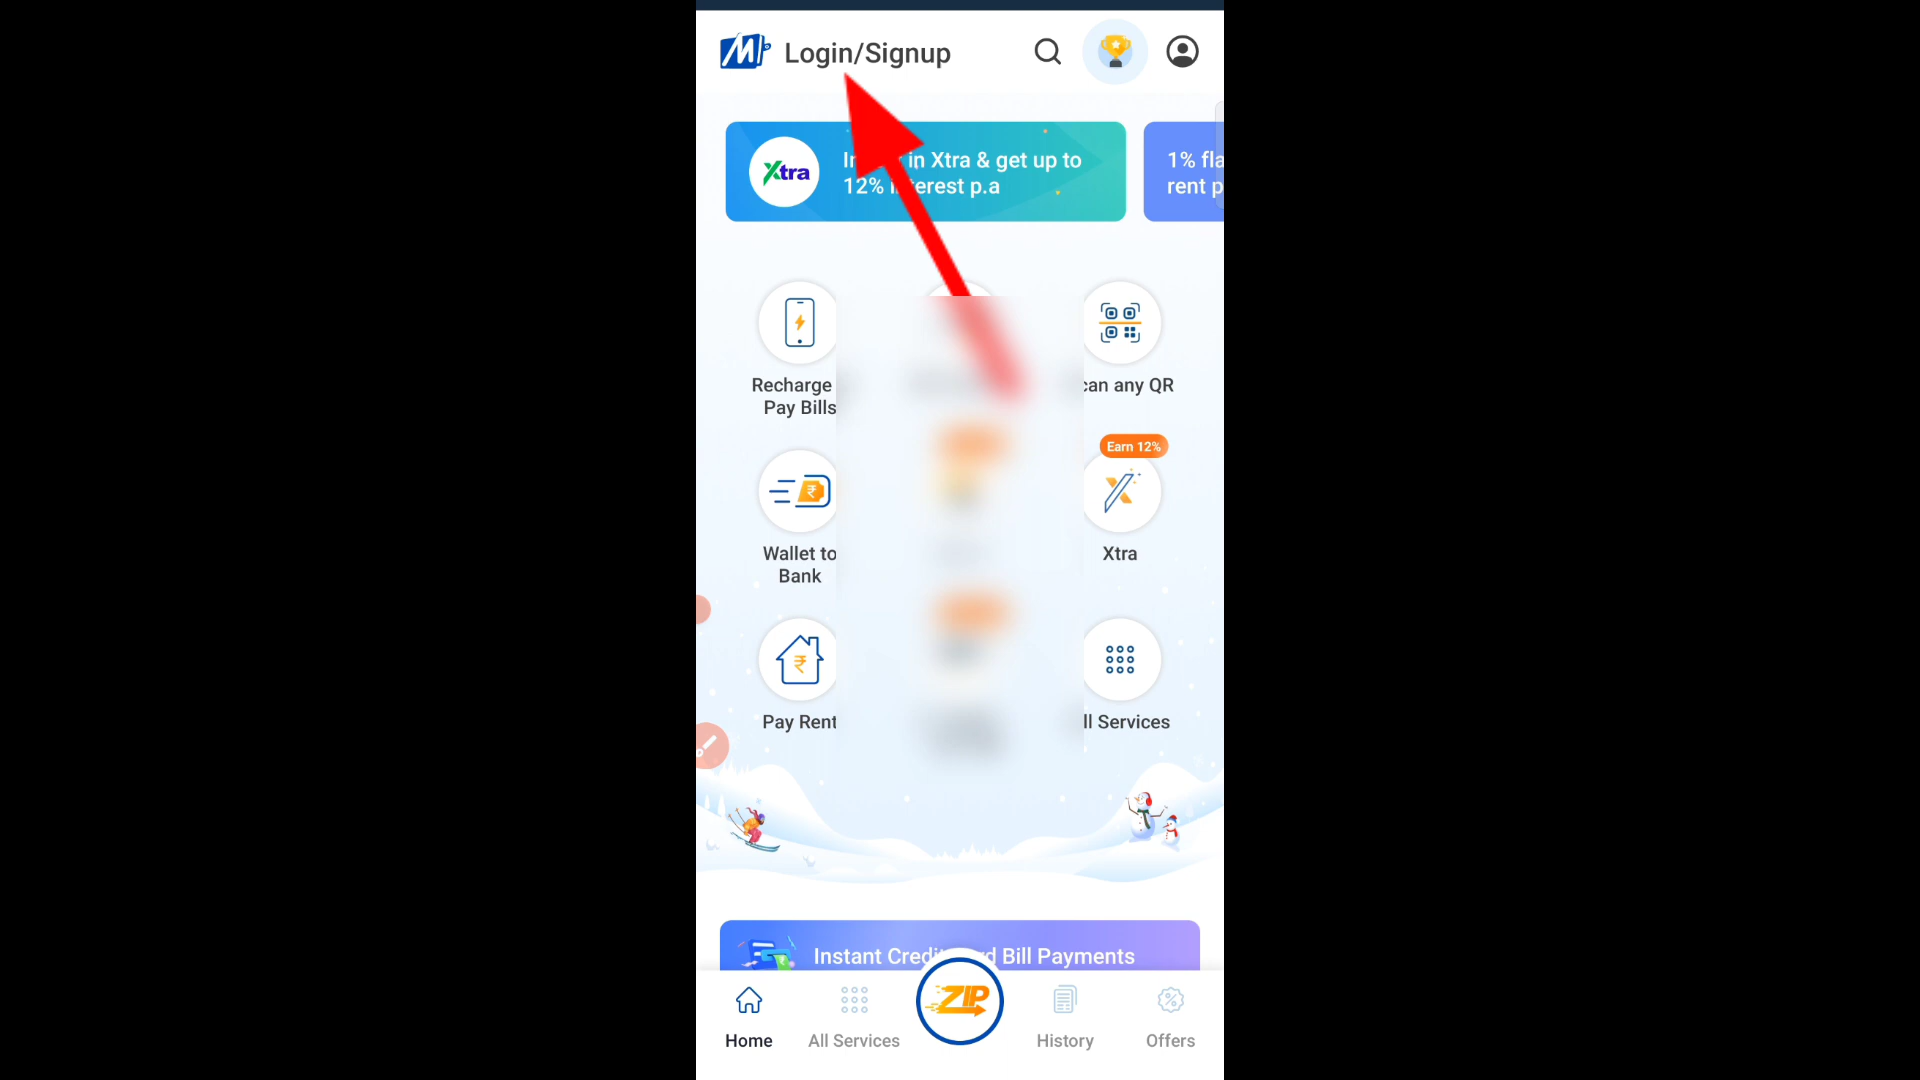 Login/Signup
Xtra
in Xtra & get up to
12% interest p.a
1% fla
rent p
Recharge
Pay Bills
can any QR
Earn 12%
Wallet to
Bank
Xtra
Pay Rent
ll Services
Instant Credit Card Bill Payments
ZIP
Home
All Services
History
Offers